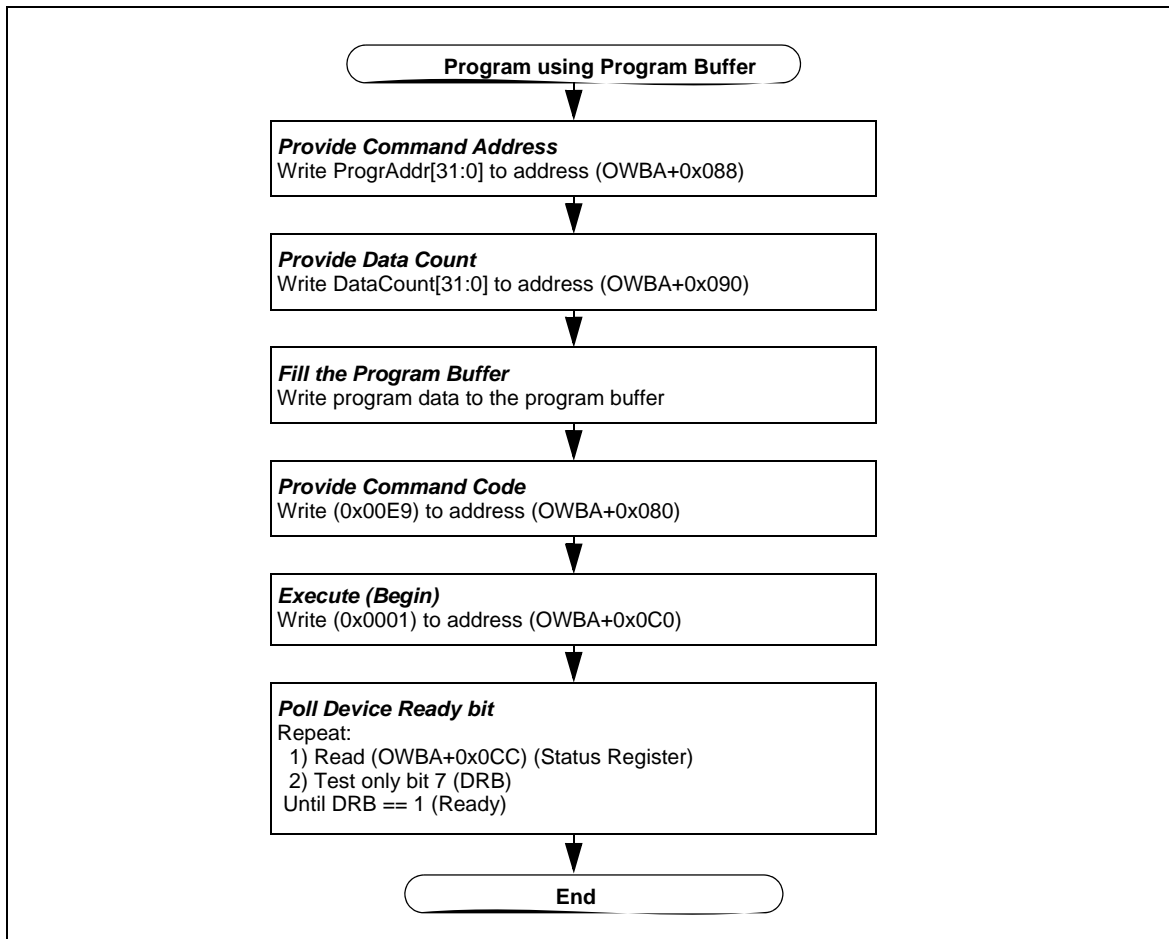 Program using Program Buffer
Provide Command Address
Write ProgrAddr[31:0] to address (OWBA+0x088)
Provide Data Count
Write DataCount[31:0] to address (OWBA+0x090)
Fill the Program Buffer
Write program data to the program buffer
Provide Command Code
Write (0x00E9) to address (OWBA+0x080)
Execute (Begin)
Write (0x0001) to address (OWBA+0x0C0)
Poll Device Ready bit
Repeat:
1) Read (OWBA+0x0CC) (Status Register)
2) Test only bit 7 (DRB)
Until DRB == 1 (Ready)
End